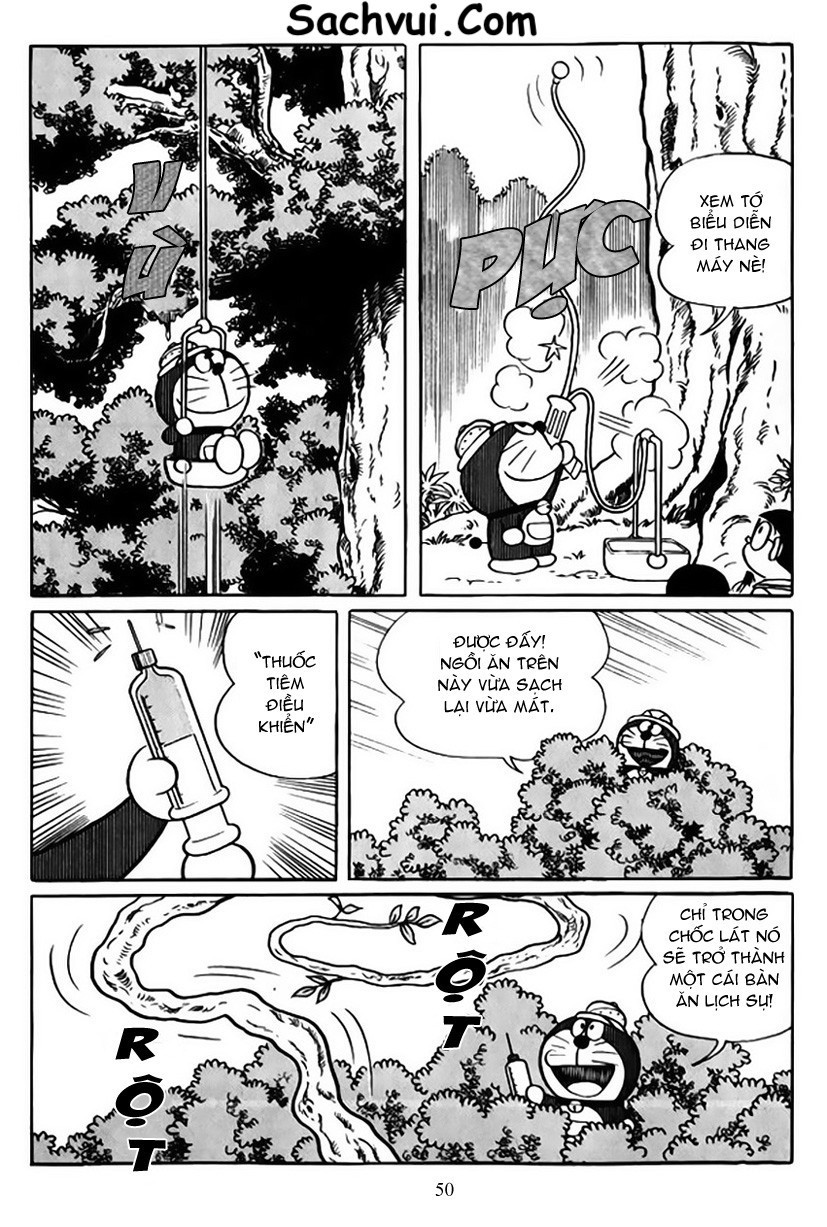 Sachvui.Com
XEM TỚ
BIỂU DIỄN
ĐI THANG
MÁY NÈ!
PỰC
V
Ù
ĐƯỢC ĐẤY!
NGỒI ĂN TRÊN
NÀY VỪA SẠCH
LẠI VỪA MÁT.
"THUỐC
TIÊM
ĐIỀU
KHIỂN"
CHỈ TRONG
CHỐC LÁT NÓ
SẼ TRỞ THÀNH
MỘT CÁI BÀN
ĂN LỊCH SỰ!
RỘT
RỘT
50